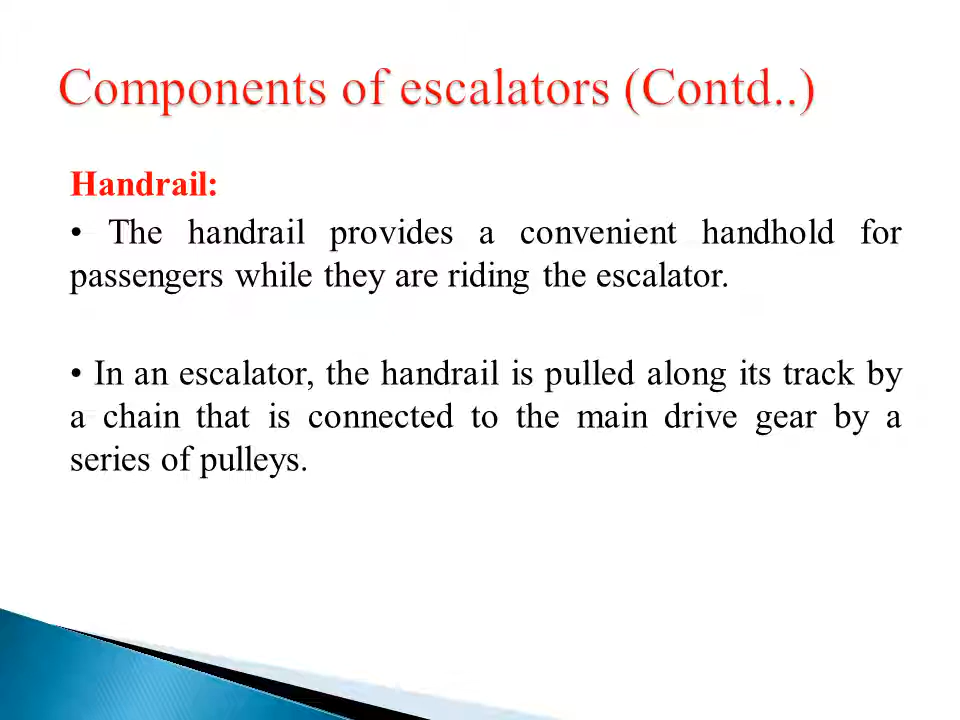 Components of escalators (Contd..)
Handrail:
• The handrail provides a convenient handhold for
passengers while they are riding the escalator.
• In an escalator, the handrail is pulled along its track by
a chain that is connected to the main drive gear by a
series of pulleys.